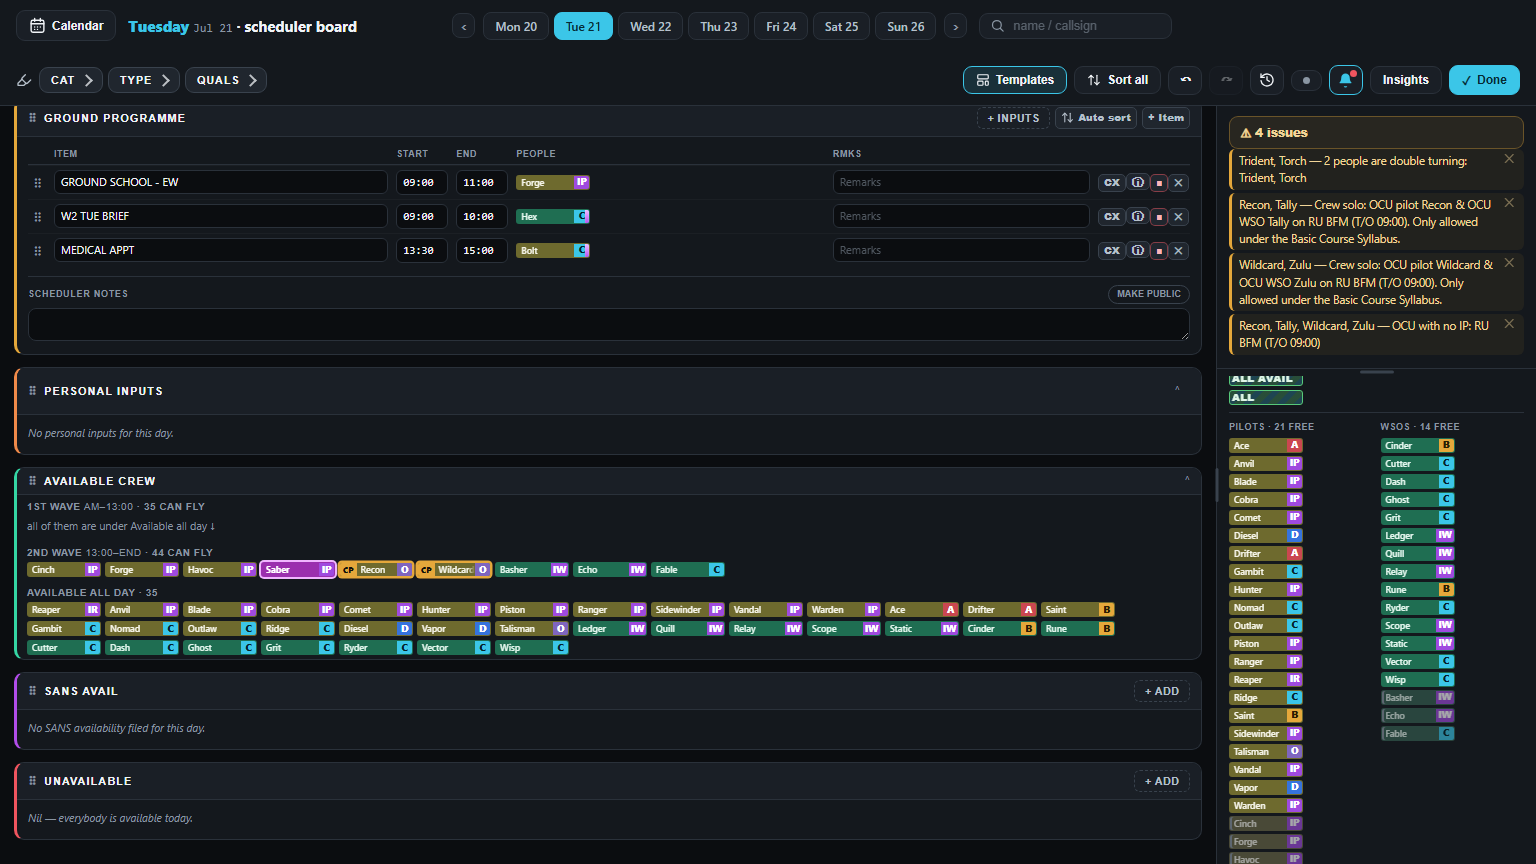 Calendar
Tuesday Jul 21 · scheduler board
‹ Mon 20 Tue 21 Wed 22 Thu 23 Fri 24 Sat 25 Sun 26 ›
name / callsign
CAT TYPE QUALS
Templates Sort all Insights ✓ Done
GROUND PROGRAMME
+ INPUTS Auto sort + Item
ITEM START END PEOPLE RMKS
GROUND SCHOOL - EW 09:00 11:00 Forge IP Remarks CX
W2 TUE BRIEF 09:00 10:00 Hex C Remarks CX
MEDICAL APPT 13:30 15:00 Bolt C Remarks CX
SCHEDULER NOTES MAKE PUBLIC
PERSONAL INPUTS
No personal inputs for this day.
AVAILABLE CREW
1ST WAVE AM–13:00 · 35 CAN FLY
all of them are under Available all day ↓
2ND WAVE 13:00–END · 44 CAN FLY
Cinch IP Forge IP Havoc IP Saber IP CP Recon O CP Wildcard O Basher IW Echo IW Fable C
AVAILABLE ALL DAY · 35
Reaper IR Anvil IP Blade IP Cobra IP Comet IP Hunter IP Piston IP Ranger IP Sidewinder IP Vandal IP Warden IP Ace A Drifter A Saint B
Gambit C Nomad C Outlaw C Ridge C Diesel D Vapor D Talisman O Ledger IW Quill IW Relay IW Scope IW Static IW Cinder B Rune B
Cutter C Dash C Ghost C Grit C Ryder C Vector C Wisp C
SANS AVAIL
+ ADD
No SANS availability filed for this day.
UNAVAILABLE
+ ADD
Nil — everybody is available today.
⚠ 4 issues
Trident, Torch — 2 people are double turning:
Trident, Torch
Recon, Tally — Crew solo: OCU pilot Recon & OCU
WSO Tally on RU BFM (T/O 09:00). Only allowed
under the Basic Course Syllabus.
Wildcard, Zulu — Crew solo: OCU pilot Wildcard &
OCU WSO Zulu on RU BFM (T/O 09:00). Only
allowed under the Basic Course Syllabus.
Recon, Tally, Wildcard, Zulu — OCU with no IP: RU
BFM (T/O 09:00)
ALL AVAIL
ALL
PILOTS · 21 FREE
Ace A
Anvil IP
Blade IP
Cobra IP
Comet IP
Diesel D
Drifter A
Gambit C
Hunter IP
Nomad C
Outlaw C
Piston IP
Ranger IP
Reaper IR
Ridge C
Saint B
Sidewinder IP
Talisman O
Vandal IP
Vapor D
Warden IP
Cinch IP
Forge IP
Havoc IP
WSOS · 14 FREE
Cinder B
Cutter C
Dash C
Ghost C
Grit C
Ledger IW
Quill IW
Relay IW
Rune B
Ryder C
Scope IW
Static IW
Vector C
Wisp C
Basher IW
Echo IW
Fable C